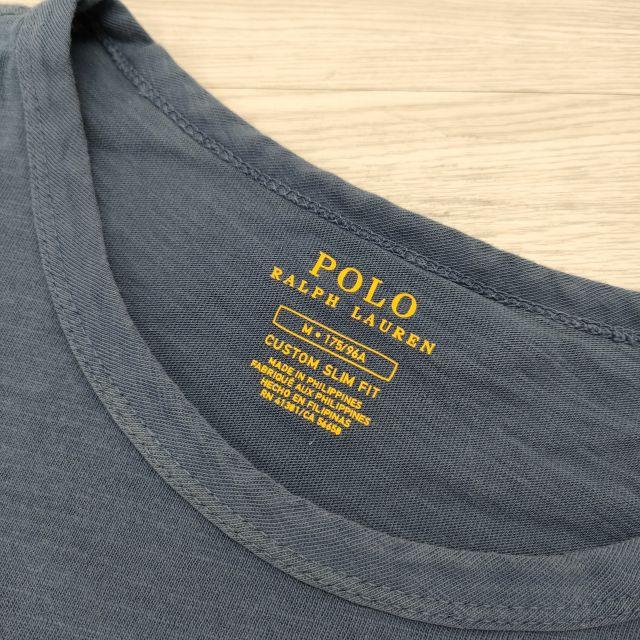 POLO
RALPH LAUREN
M • 175/96A
CUSTOM SLIM FIT
MADE IN PHILIPPINES
FABRIQUÉ AUX PHILIPPINES
HECHO EN FILIPINAS
RN 41381/CA 56658